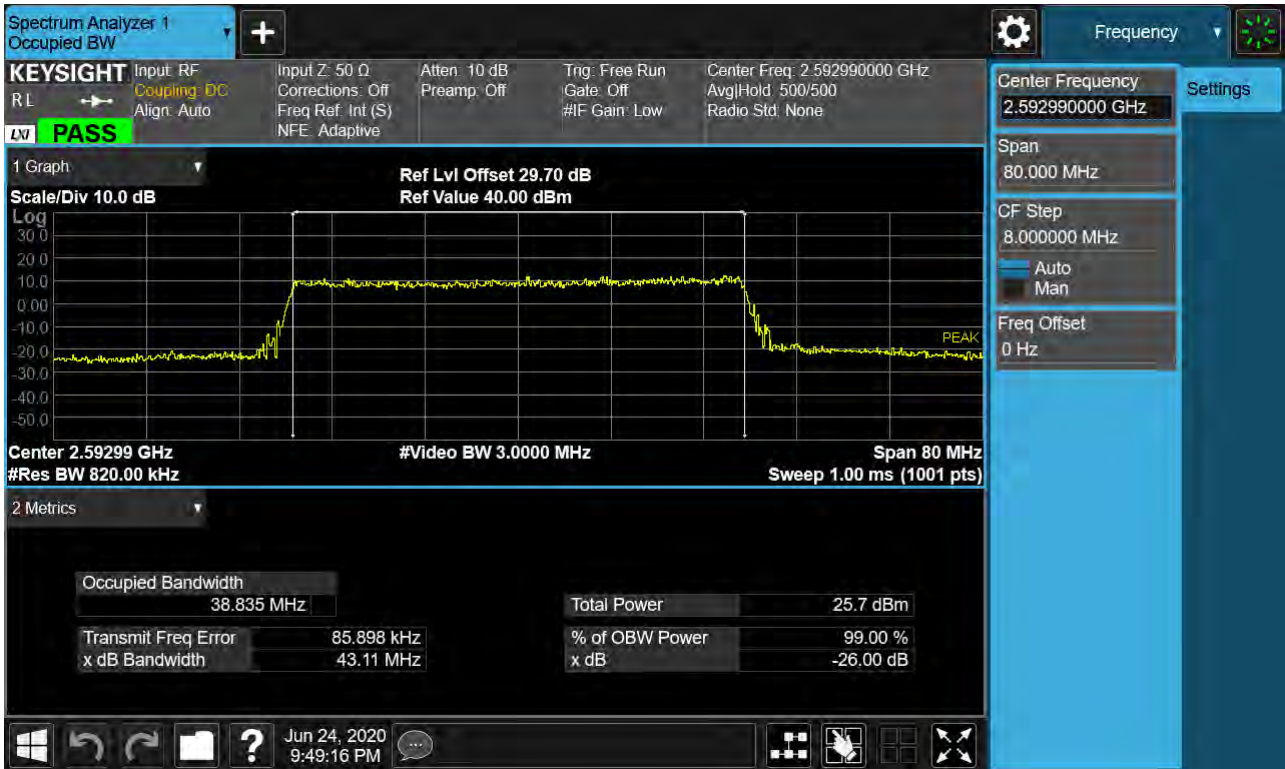 Spectrum Analyzer 1
Occupied BW
Frequency
KEYSIGHT
R L
LXI
PASS
Input: RF
Coupling: DC
Align: Auto
Input Z: 50 Ω
Corrections: Off
Freq Ref: Int (S)
NFE: Adaptive
Atten: 10 dB
Preamp: Off
Trig: Free Run
Gate: Off
#IF Gain: Low
Center Freq: 2.592990000 GHz
Avg|Hold: 500/500
Radio Std: None
Center Frequency
2.592990000 GHz
Settings
Span
80.000 MHz
CF Step
8.000000 MHz
Auto
Man
Freq Offset
0 Hz
1 Graph
Scale/Div 10.0 dB
Ref Lvl Offset 29.70 dB
Ref Value 40.00 dBm
Log
30.0
20.0
10.0
0.00
-10.0
-20.0
-30.0
-40.0
-50.0
PEAK
Center 2.59299 GHz
#Res BW 820.00 kHz
#Video BW 3.0000 MHz
Span 80 MHz
Sweep 1.00 ms (1001 pts)
2 Metrics
Occupied Bandwidth
38.835 MHz
Transmit Freq Error 85.898 kHz
x dB Bandwidth 43.11 MHz
Total Power 25.7 dBm
% of OBW Power 99.00 %
x dB -26.00 dB
?
Jun 24, 2020
9:49:16 PM